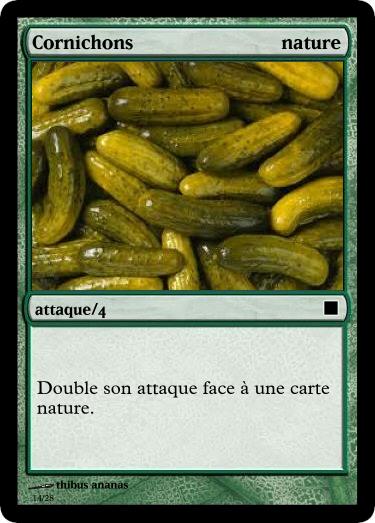 Cornichons nature
attaque/4
Double son attaque face à une carte
nature.
thibus ananas
14/28